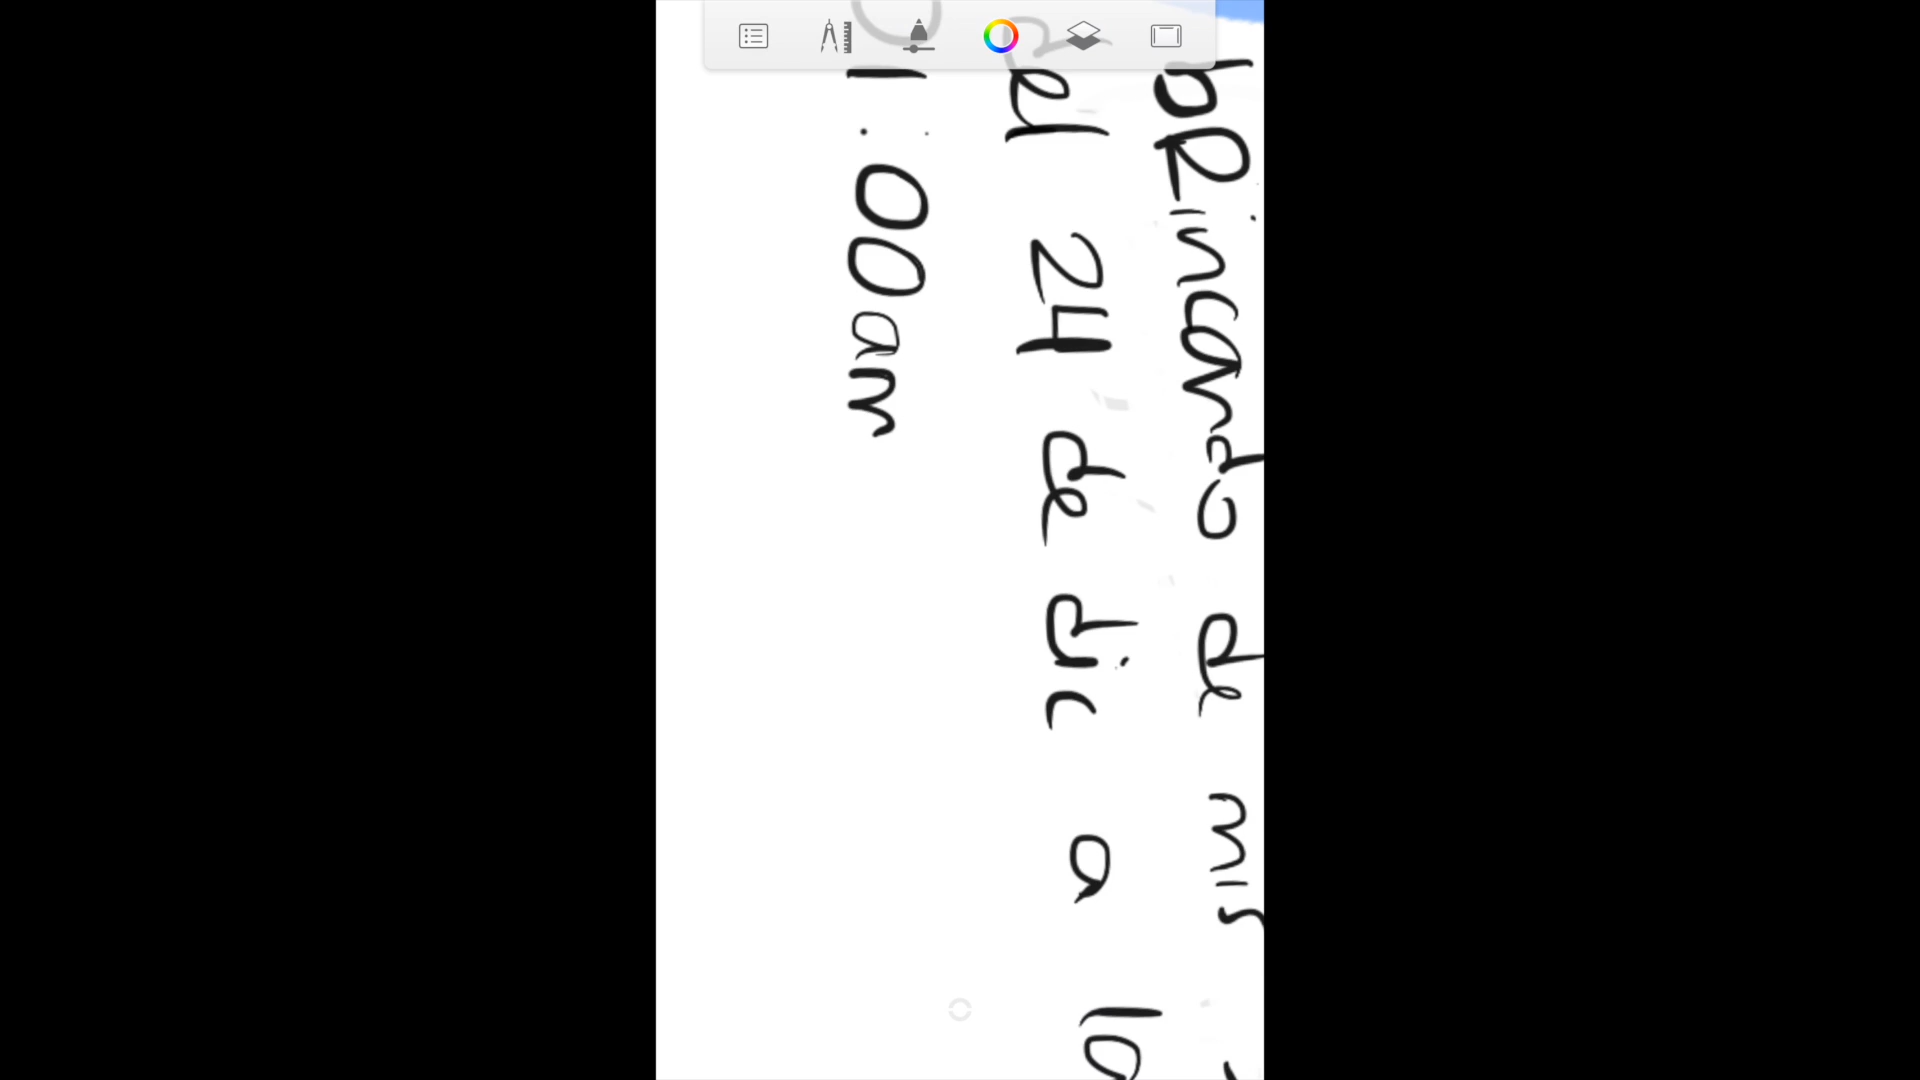 bRincando de mis
el 24 de dic a la
1:00am